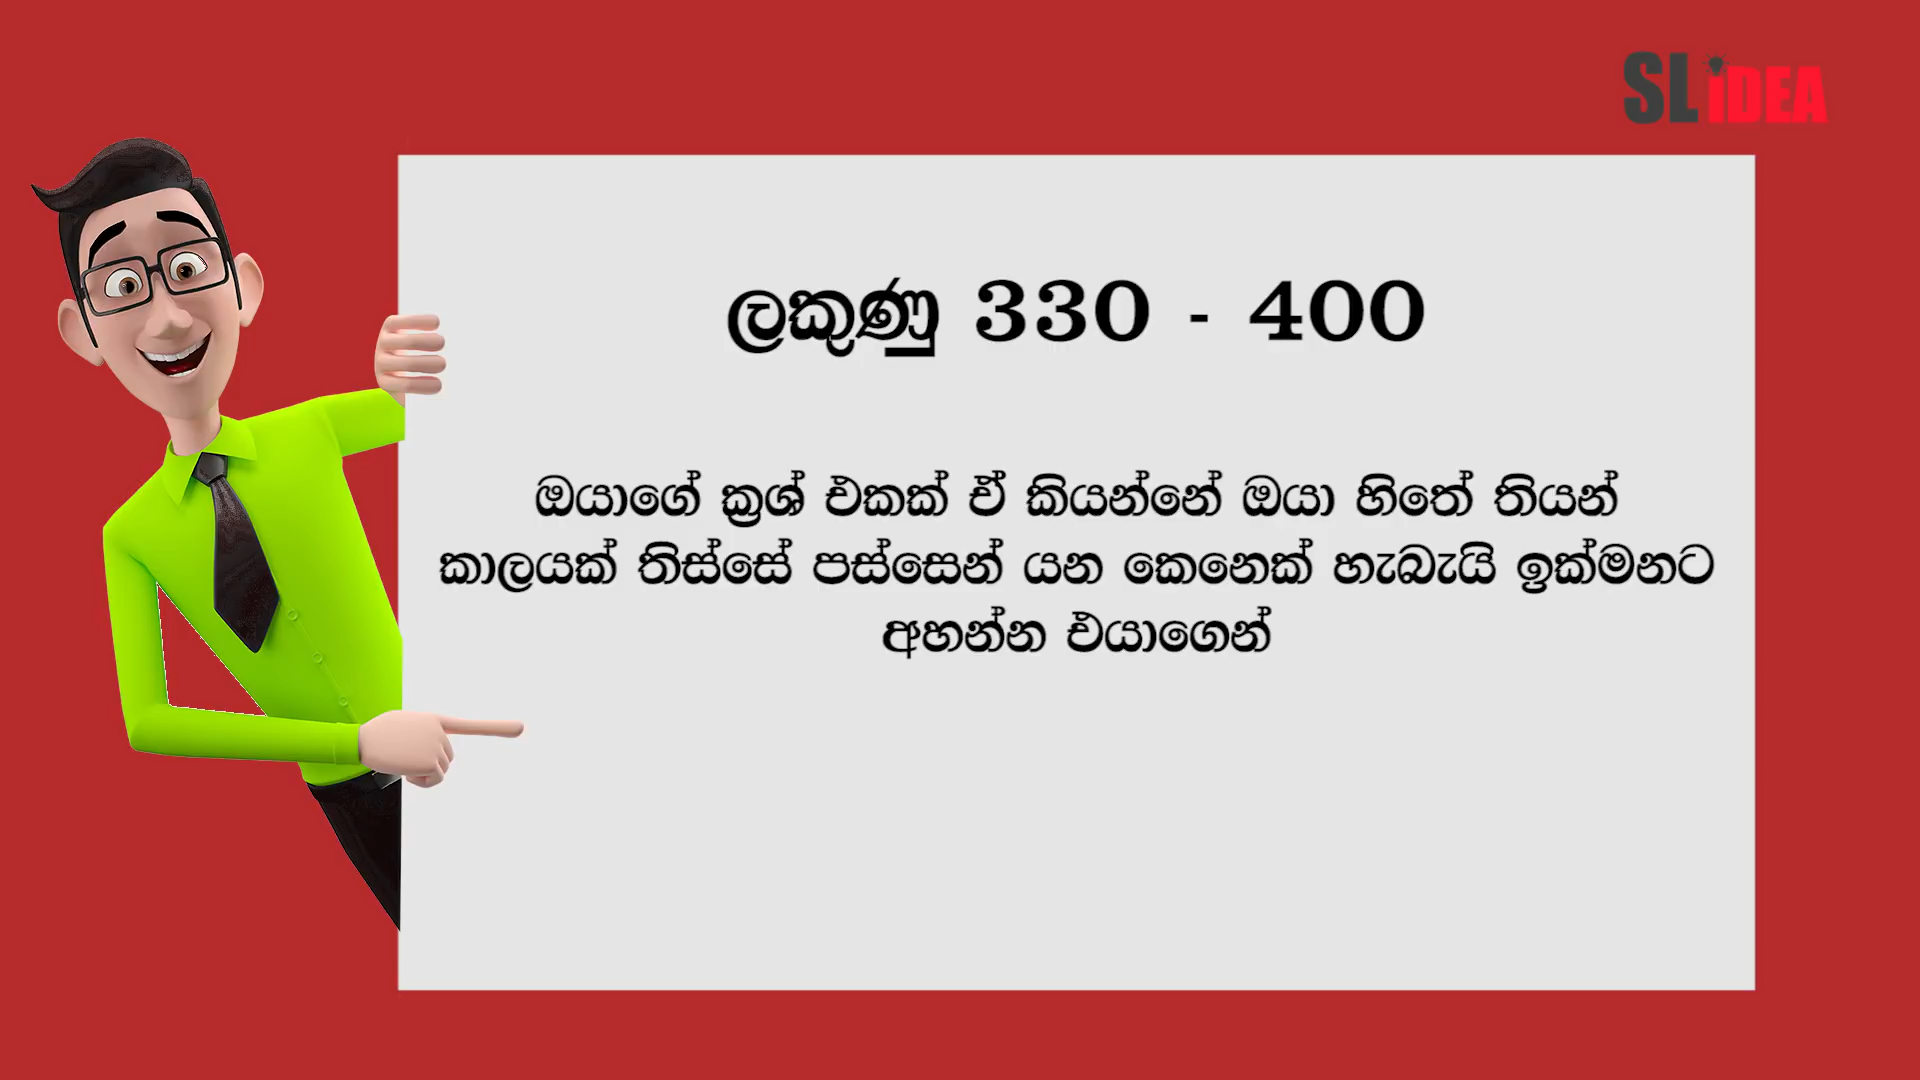 SL iDEA
ලකුණු 330 - 400
ඔයාගේ ක්‍රශ් එකක් ඒ කියන්නේ ඔයා හිතේ තියන්
කාලයක් තිස්සේ පස්සෙන් යන කෙනෙක් හැබැයි ඉක්මනට
අහන්න එයාගෙන්